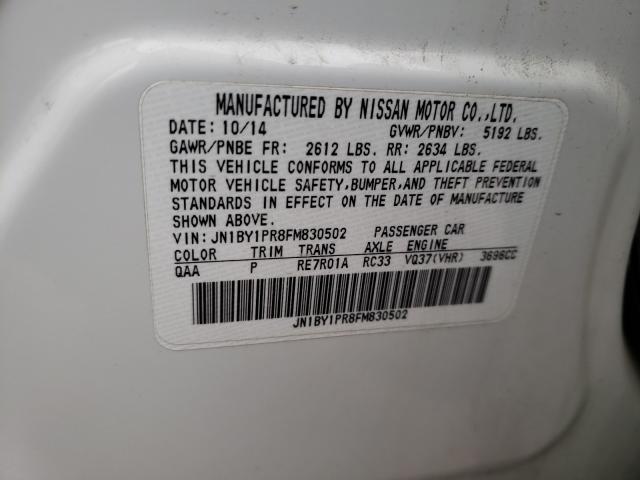 MANUFACTURED BY NISSAN MOTOR CO.,LTD.
DATE: 10/14 GVWR/PNBV: 5192 LBS.
GAWR/PNBE FR: 2612 LBS. RR: 2634 LBS.
THIS VEHICLE CONFORMS TO ALL APPLICABLE FEDERAL
MOTOR VEHICLE SAFETY,BUMPER,AND THEFT PREVENTION
STANDARDS IN EFFECT ON THE DATE OF MANUFACTURE
SHOWN ABOVE.
VIN: JN1BY1PR8FM830502 PASSENGER CAR
COLOR TRIM TRANS AXLE ENGINE
QAA P RE7R01A RC33 VQ37(VHR) 3696CC
JN1BY1PR8FM830502